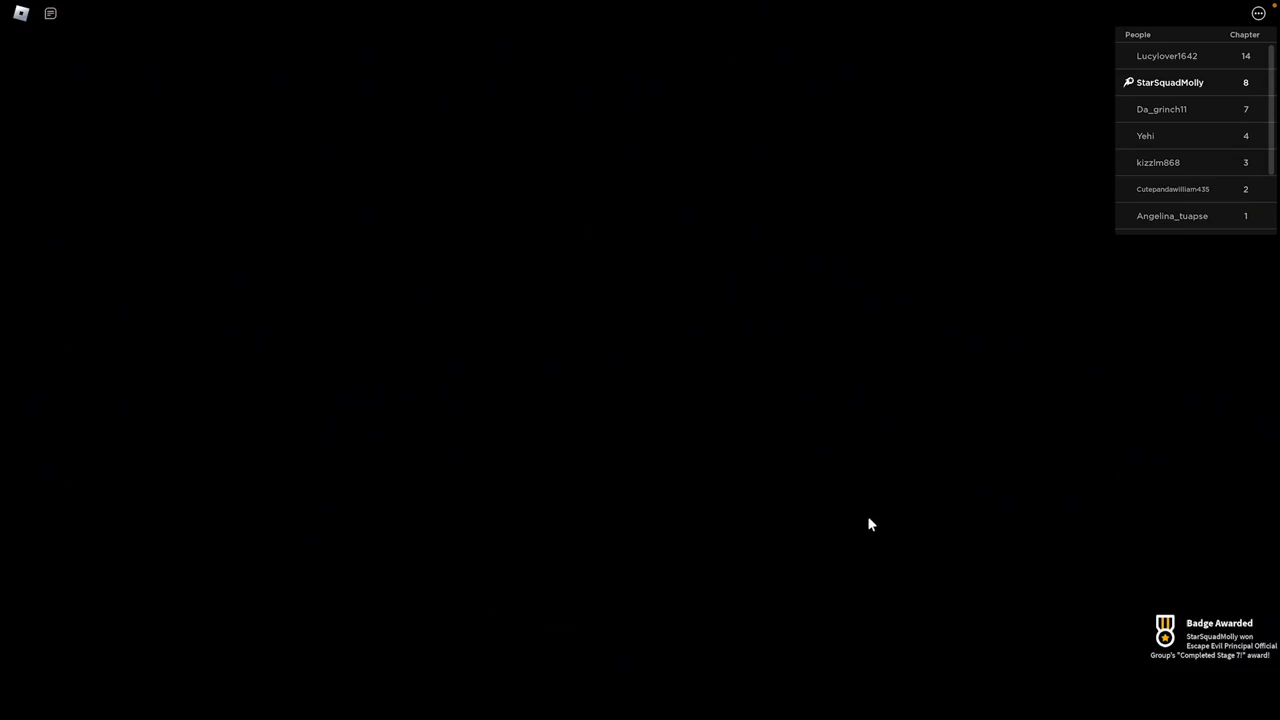 People Chapter
Lucylover1642 14
StarSquadMolly 8
Da_grinch11 7
Yehi 4
kizzlm868 3
Cutepandawilliam435 2
Angelina_tuapse 1
Badge Awarded
StarSquadMolly won
Escape Evil Principal Official
Group's "Completed Stage 7!" award!